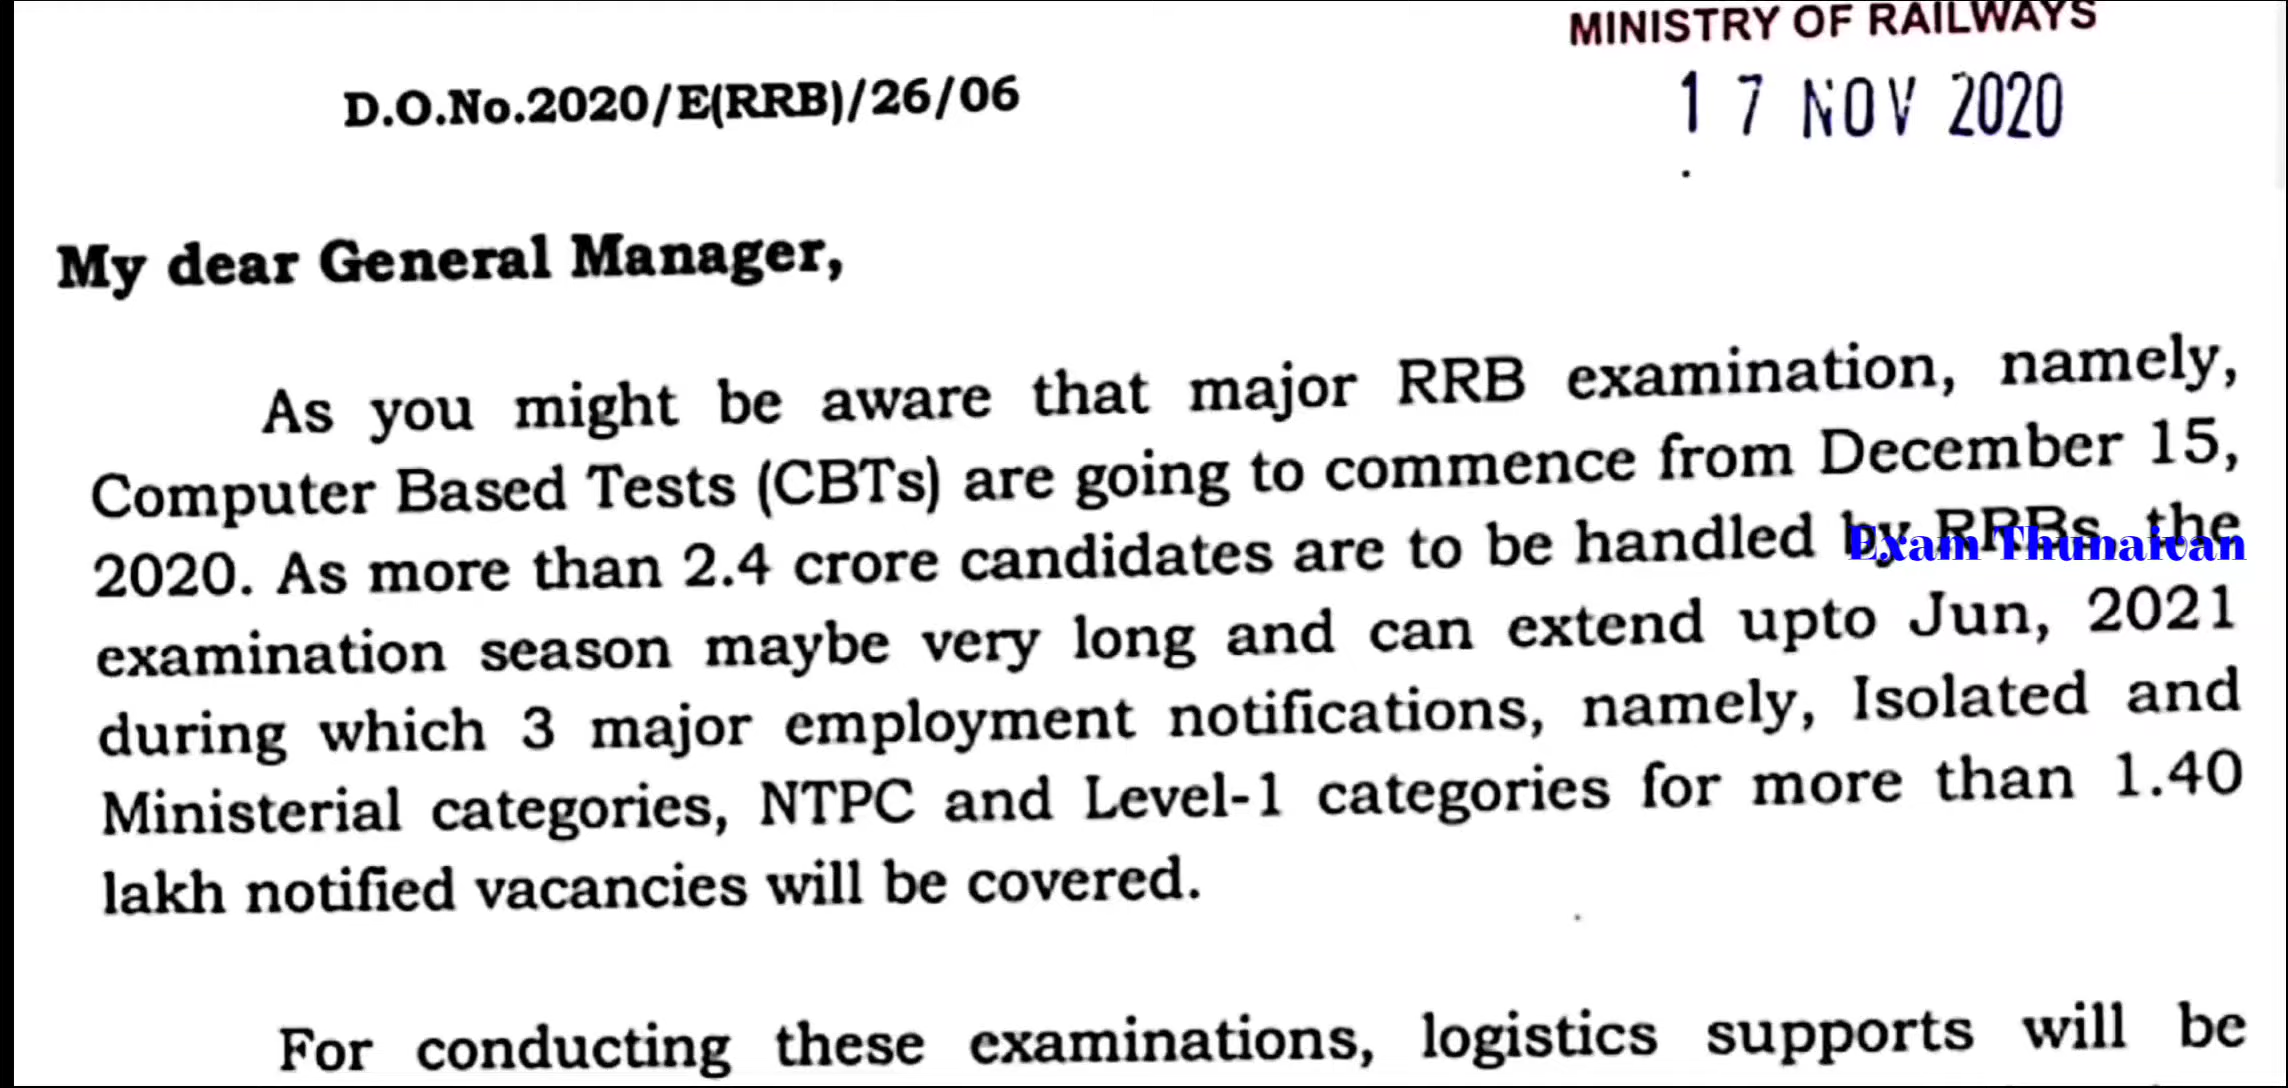 MINISTRY OF RAILWAYS
D.O.No.2020/E(RRB)/26/06
17 NOV 2020
My dear General Manager,
As you might be aware that major RRB examination, namely,
Computer Based Tests (CBTs) are going to commence from December 15,
2020. As more than 2.4 crore candidates are to be handled by RRBs, the
Exam Thunaivan
examination season maybe very long and can extend upto Jun, 2021
during which 3 major employment notifications, namely, Isolated and
Ministerial categories, NTPC and Level-1 categories for more than 1.40
lakh notified vacancies will be covered.
For conducting these examinations, logistics supports will be